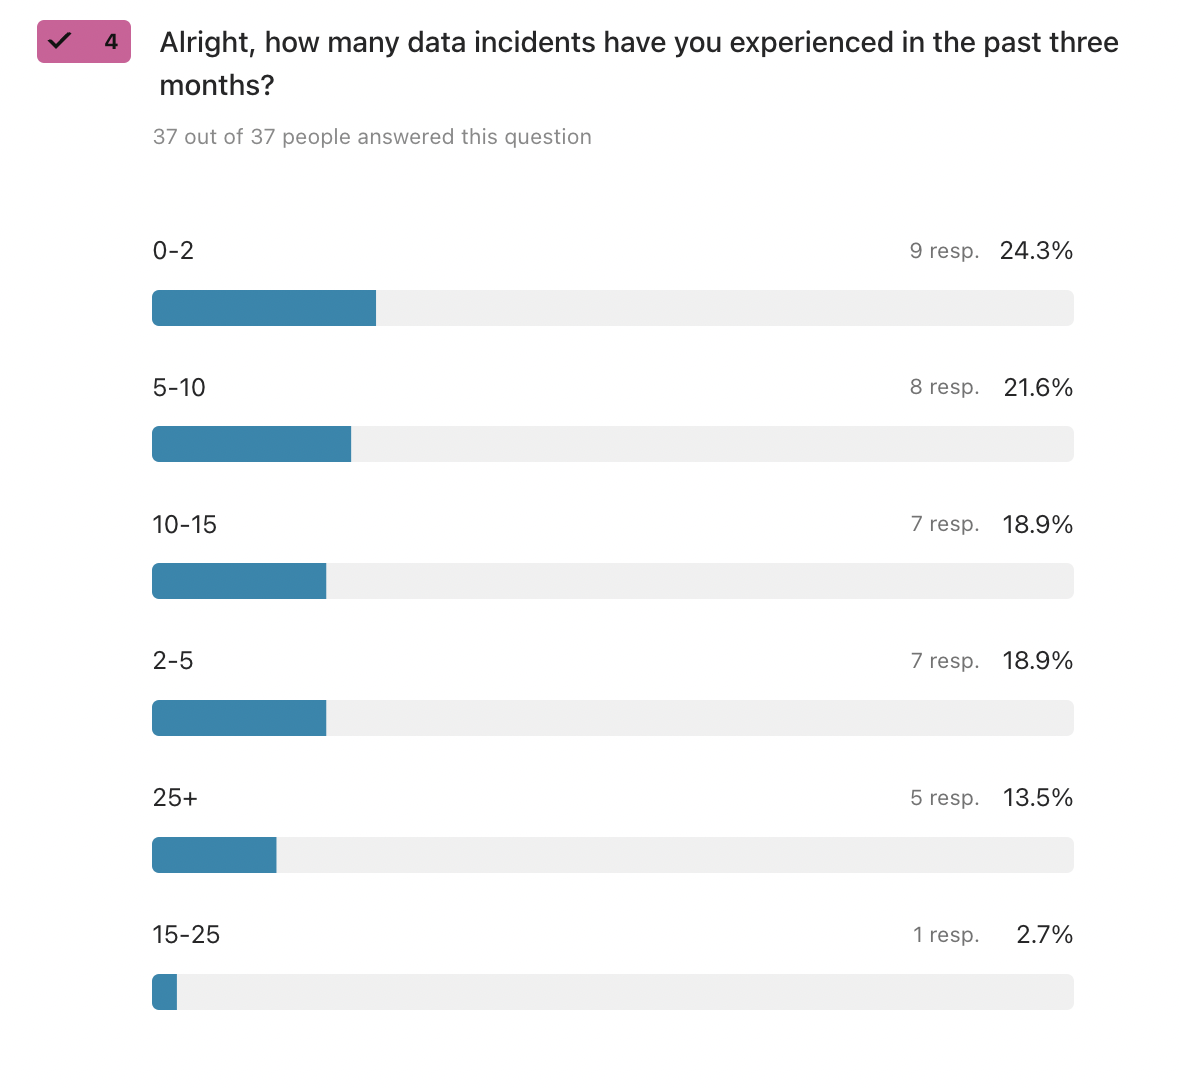 4
Alright, how many data incidents have you experienced in the past three
months?
37 out of 37 people answered this question
0-2 9 resp. 24.3%
5-10 8 resp. 21.6%
10-15 7 resp. 18.9%
2-5 7 resp. 18.9%
25+ 5 resp. 13.5%
15-25 1 resp. 2.7%